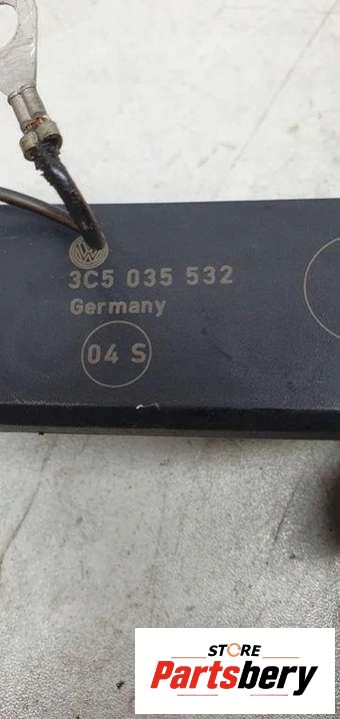 3C5 035 532
Germany
04 S
STORE
Partsbery